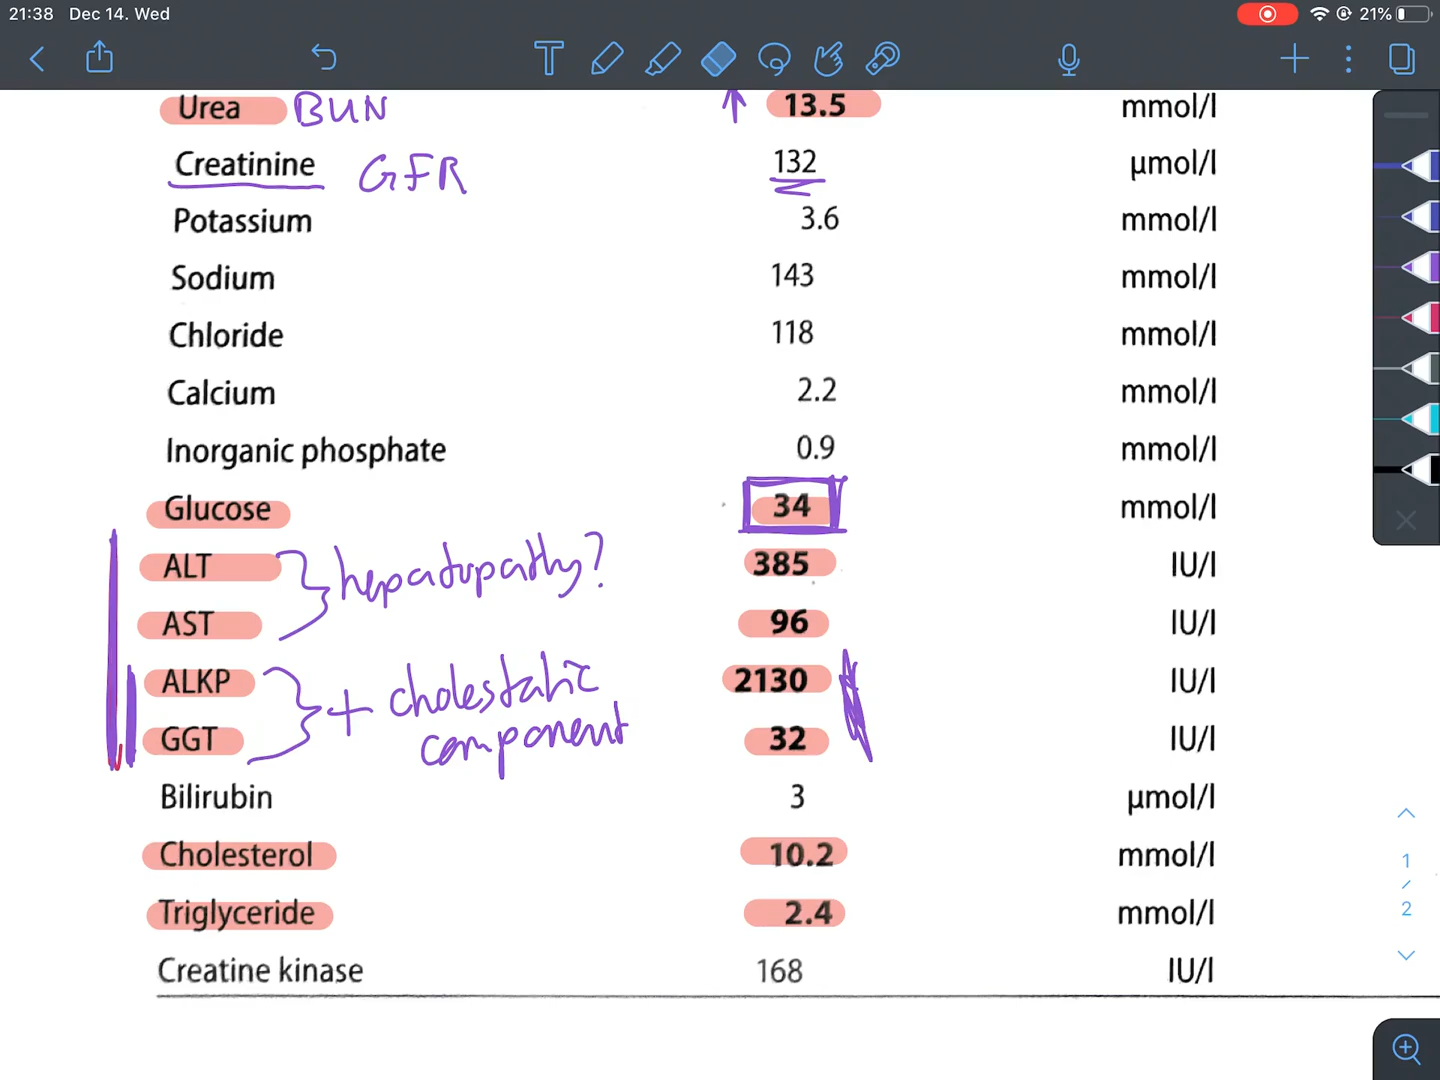 21:38 Dec 14. Wed 21%
T
Urea BUN ↑ 13.5 mmol/l
Creatinine GFR 132 µmol/l
Potassium 3.6 mmol/l
Sodium 143 mmol/l
Chloride 118 mmol/l
Calcium 2.2 mmol/l
Inorganic phosphate 0.9 mmol/l
Glucose 34 mmol/l
ALT 385 IU/l
hepatopathy?
AST 96 IU/l
ALKP 2130 IU/l
+ cholestatic
component
GGT 32 IU/l
Bilirubin 3 µmol/l
Cholesterol 10.2 mmol/l
Triglyceride 2.4 mmol/l
Creatine kinase 168 IU/l
1
/
2